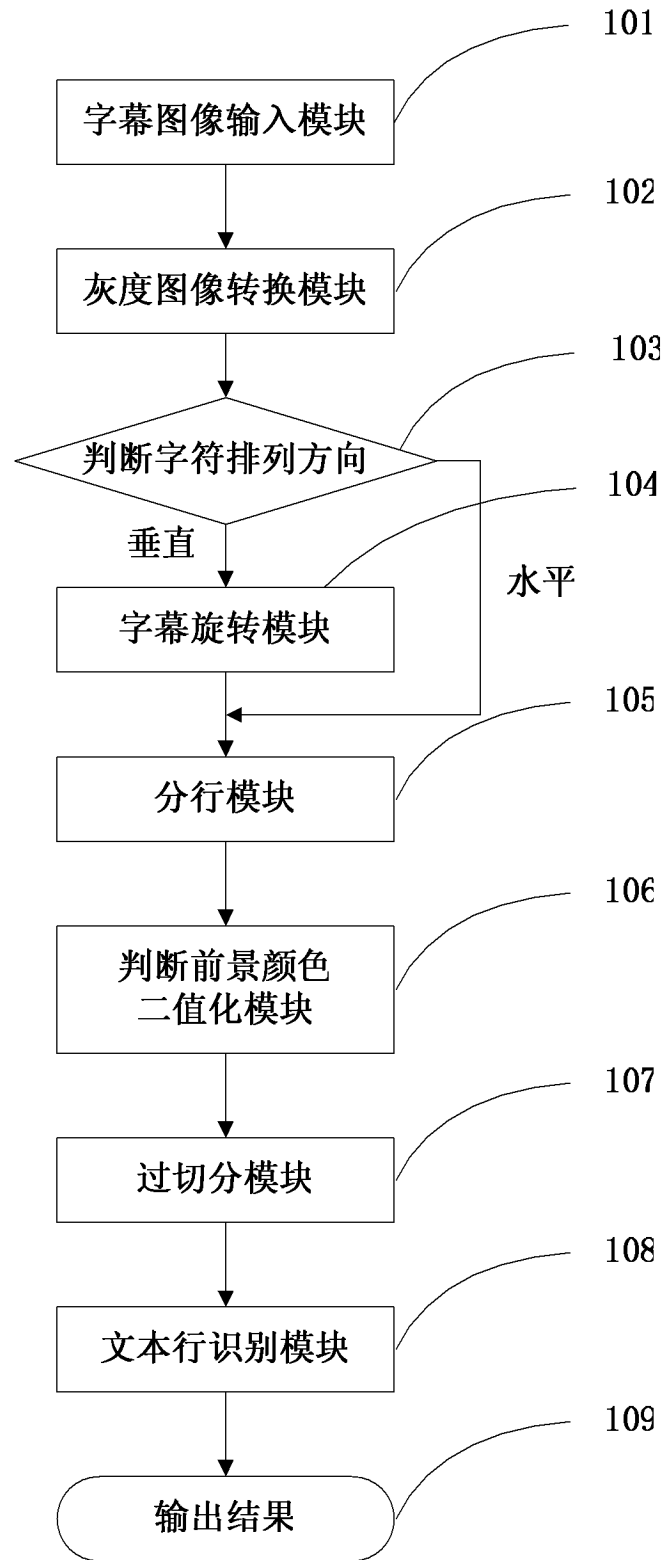 101
字幕图像输入模块
102
灰度图像转换模块
103
判断字符排列方向
104
垂直
水平
字幕旋转模块
105
分行模块
106
判断前景颜色
二值化模块
107
过切分模块
108
文本行识别模块
109
输出结果